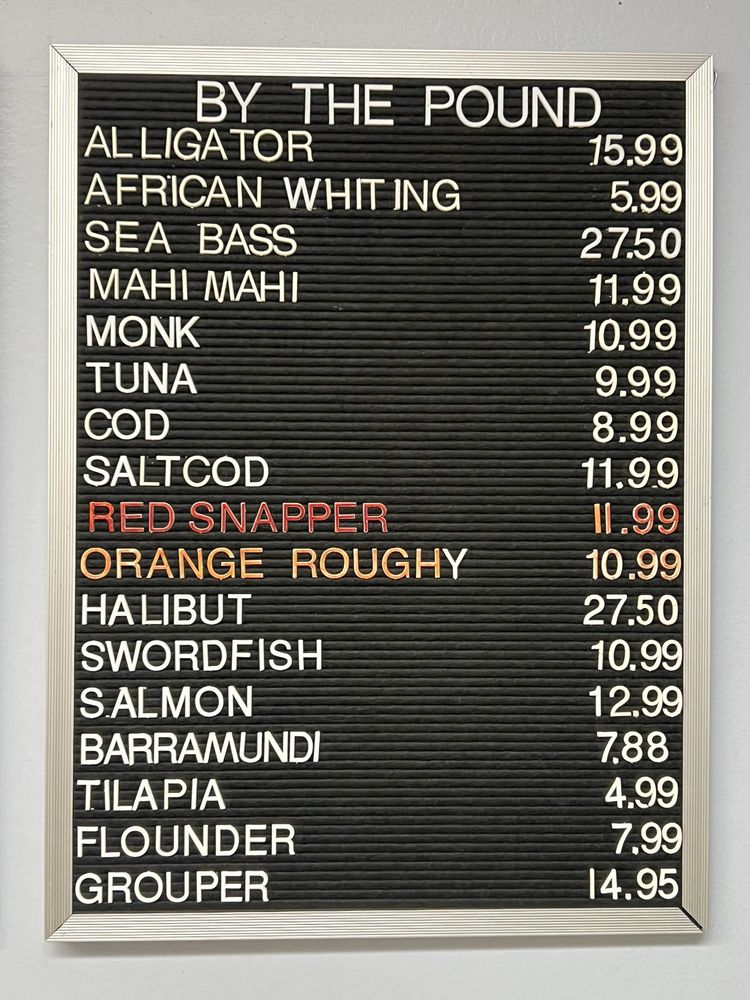 BY THE POUND
ALLIGATOR 15.99
AFRICAN WHITING 5.99
SEA BASS 27.50
MAHI MAHI 11.99
MONK 10.99
TUNA 9.99
COD 8.99
SALTCOD 11.99
RED SNAPPER 11.99
ORANGE ROUGHY 10.99
HALIBUT 27.50
SWORDFISH 10.99
SALMON 12.99
BARRAMUNDI 7.88
TILAPIA 4.99
FLOUNDER 7.99
GROUPER 14.95